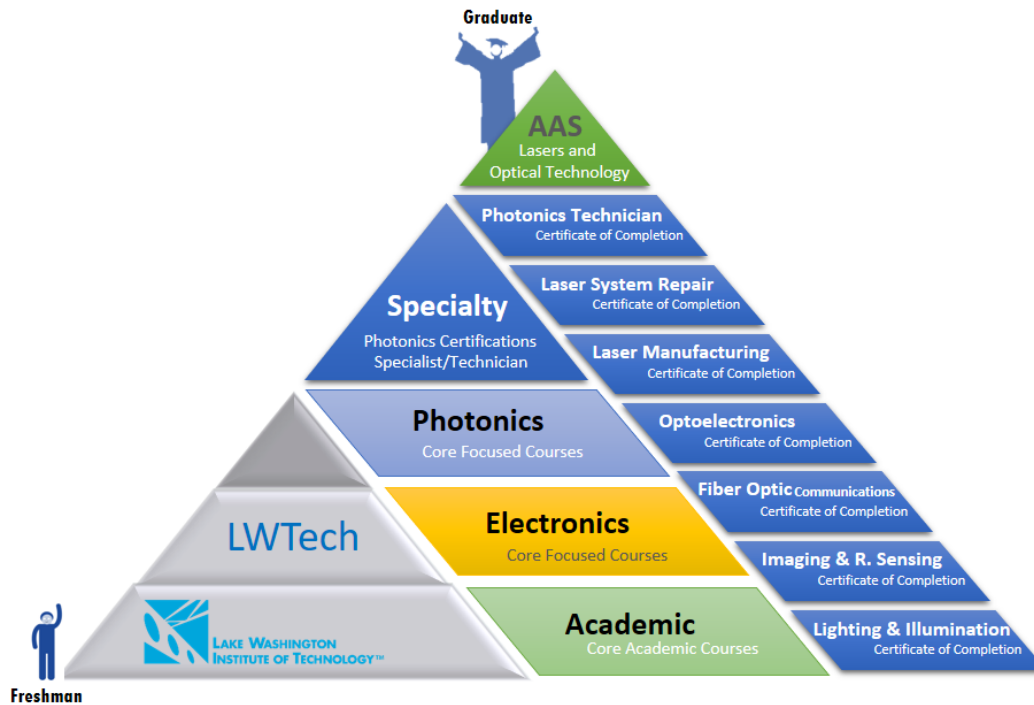 Graduate
AAS
Lasers and
Optical Technology
Photonics Technician
Certificate of Completion
Laser System Repair
Certificate of Completion
Specialty
Photonics Certifications
Specialist/Technician
Laser Manufacturing
Certificate of Completion
Photonics
Core Focused Courses
Optoelectronics
Certificate of Completion
Fiber Optic Communications
Certificate of Completion
LWTech
Electronics
Core Focused Courses
Imaging & R. Sensing
Certificate of Completion
LAKE WASHINGTON
INSTITUTE OF TECHNOLOGY™
Academic
Core Academic Courses
Lighting & Illumination
Certificate of Completion
Freshman